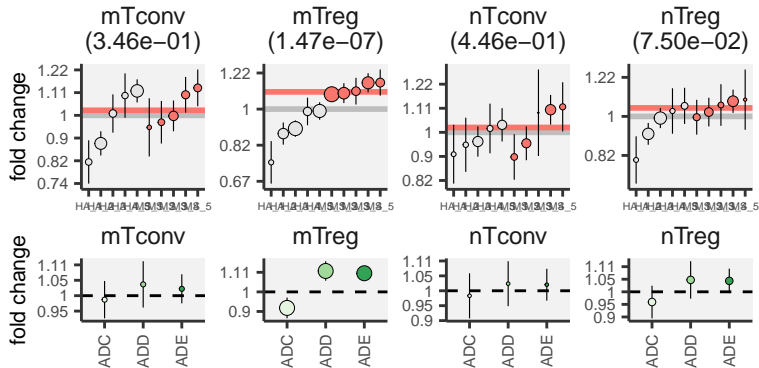 mTconv
(3.46e−01)
mTreg
(1.47e−07)
nTconv
(4.46e−01)
nTreg
(7.50e−02)
fold change
1.22
1.11
1
0.9
0.82
0.74
1.22
1
0.82
0.67
1.22
1.11
1
0.9
0.82
1.22
1
0.82
mTconv
mTreg
nTconv
nTreg
fold change
1.11
1.05
1
0.95
1.11
1
0.9
1.11
1.05
1
0.95
0.9
1.11
1.05
1
0.95
0.9
ADC
ADD
ADE
ADC
ADD
ADE
ADC
ADD
ADE
ADC
ADD
ADE